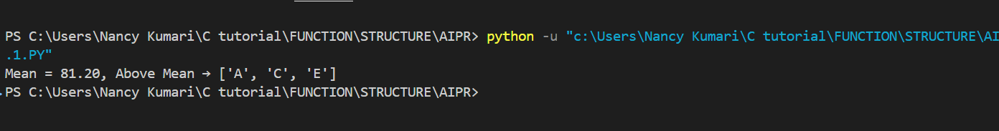 PS C:\Users\Nancy Kumari\C tutorial\FUNCTION\STRUCTURE\AIPR> python -u "c:\Users\Nancy Kumari\C tutorial\FUNCTION\STRUCTURE\AI
.1.PY"
Mean = 81.20, Above Mean → ['A', 'C', 'E']
PS C:\Users\Nancy Kumari\C tutorial\FUNCTION\STRUCTURE\AIPR>